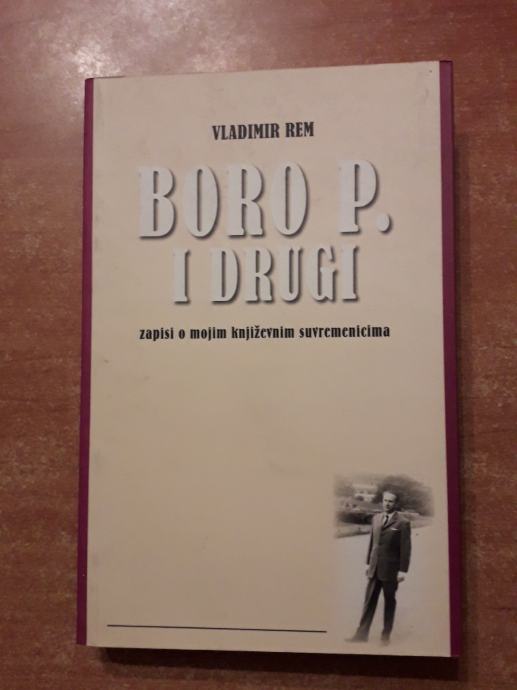 VLADIMIR REM
BORO P.
I DRUGI
zapisi o mojim književnim suvremenicima